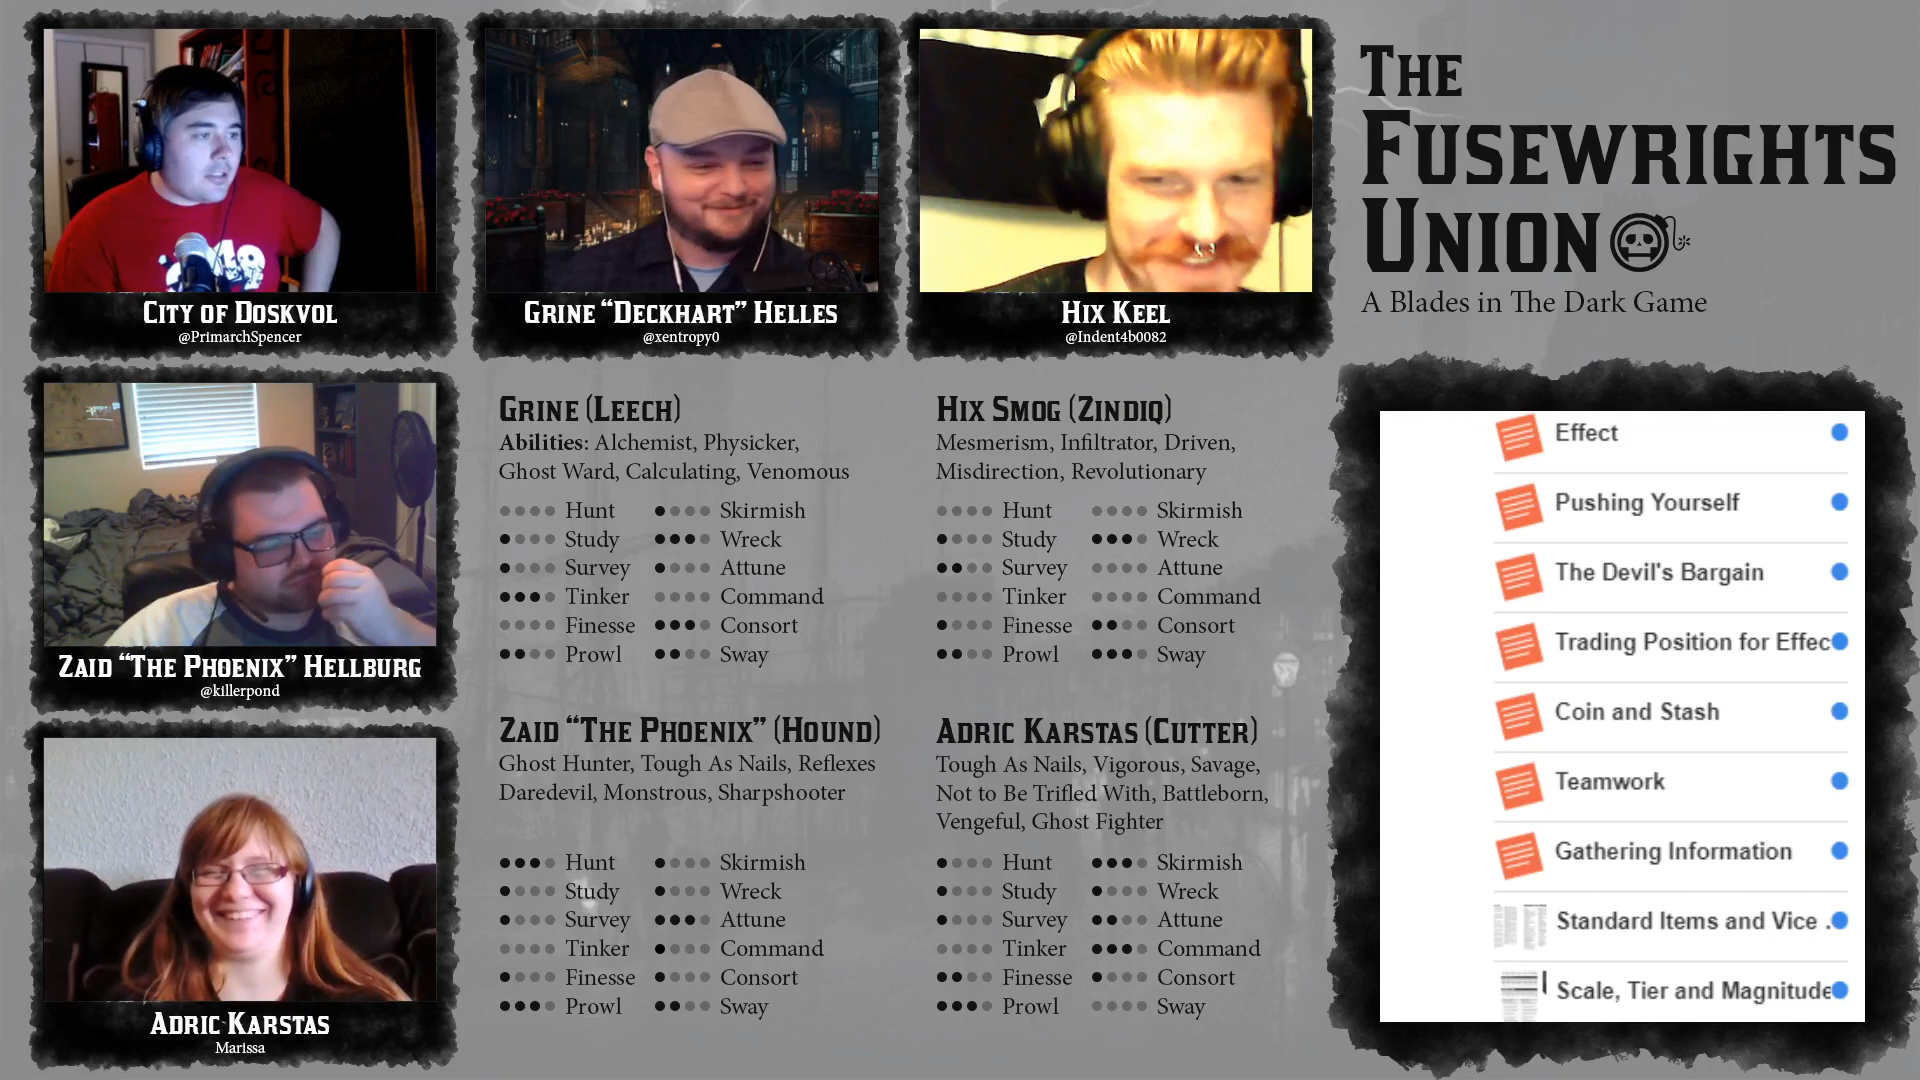 The
Fusewrights
Union
A Blades in The Dark Game
City of Doskvol
@PrimarchSpencer
Grine “Deckhart” Helles
@xentropy0
Hix Keel
@Indent4b0082
Zaid “The Phoenix” Hellburg
@killerpond
Adric Karstas
Marissa
Grine (Leech)
Abilities: Alchemist, Physicker,
Ghost Ward, Calculating, Venomous
Hunt Skirmish
Study Wreck
Survey Attune
Tinker Command
Finesse Consort
Prowl Sway
Hix Smog (Zindiq)
Mesmerism, Infiltrator, Driven,
Misdirection, Revolutionary
Hunt Skirmish
Study Wreck
Survey Attune
Tinker Command
Finesse Consort
Prowl Sway
Zaid “The Phoenix” (Hound)
Ghost Hunter, Tough As Nails, Reflexes
Daredevil, Monstrous, Sharpshooter
Hunt Skirmish
Study Wreck
Survey Attune
Tinker Command
Finesse Consort
Prowl Sway
Adric Karstas (Cutter)
Tough As Nails, Vigorous, Savage,
Not to Be Trifled With, Battleborn,
Vengeful, Ghost Fighter
Hunt Skirmish
Study Wreck
Survey Attune
Tinker Command
Finesse Consort
Prowl Sway
Effect
Pushing Yourself
The Devil's Bargain
Trading Position for Effec
Coin and Stash
Teamwork
Gathering Information
Standard Items and Vice .
Scale, Tier and Magnitude